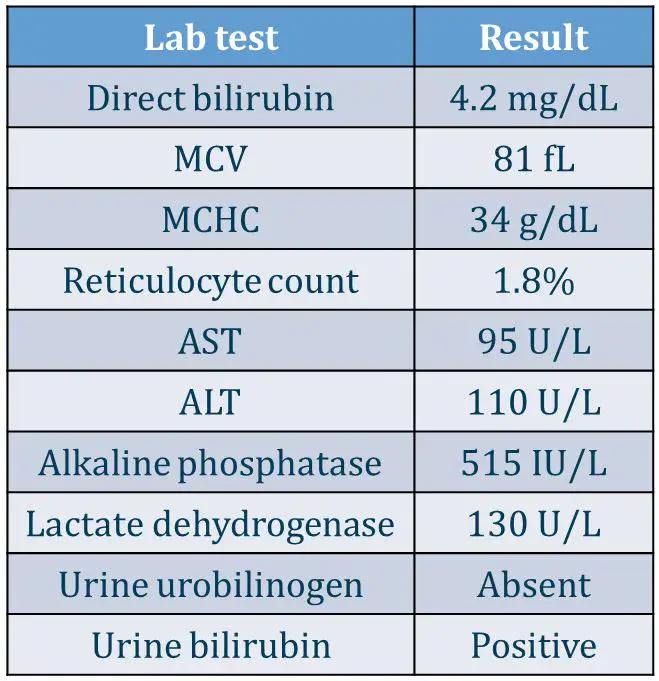 Lab test Result
Direct bilirubin 4.2 mg/dL
MCV 81 fL
MCHC 34 g/dL
Reticulocyte count 1.8%
AST 95 U/L
ALT 110 U/L
Alkaline phosphatase 515 IU/L
Lactate dehydrogenase 130 U/L
Urine urobilinogen Absent
Urine bilirubin Positive